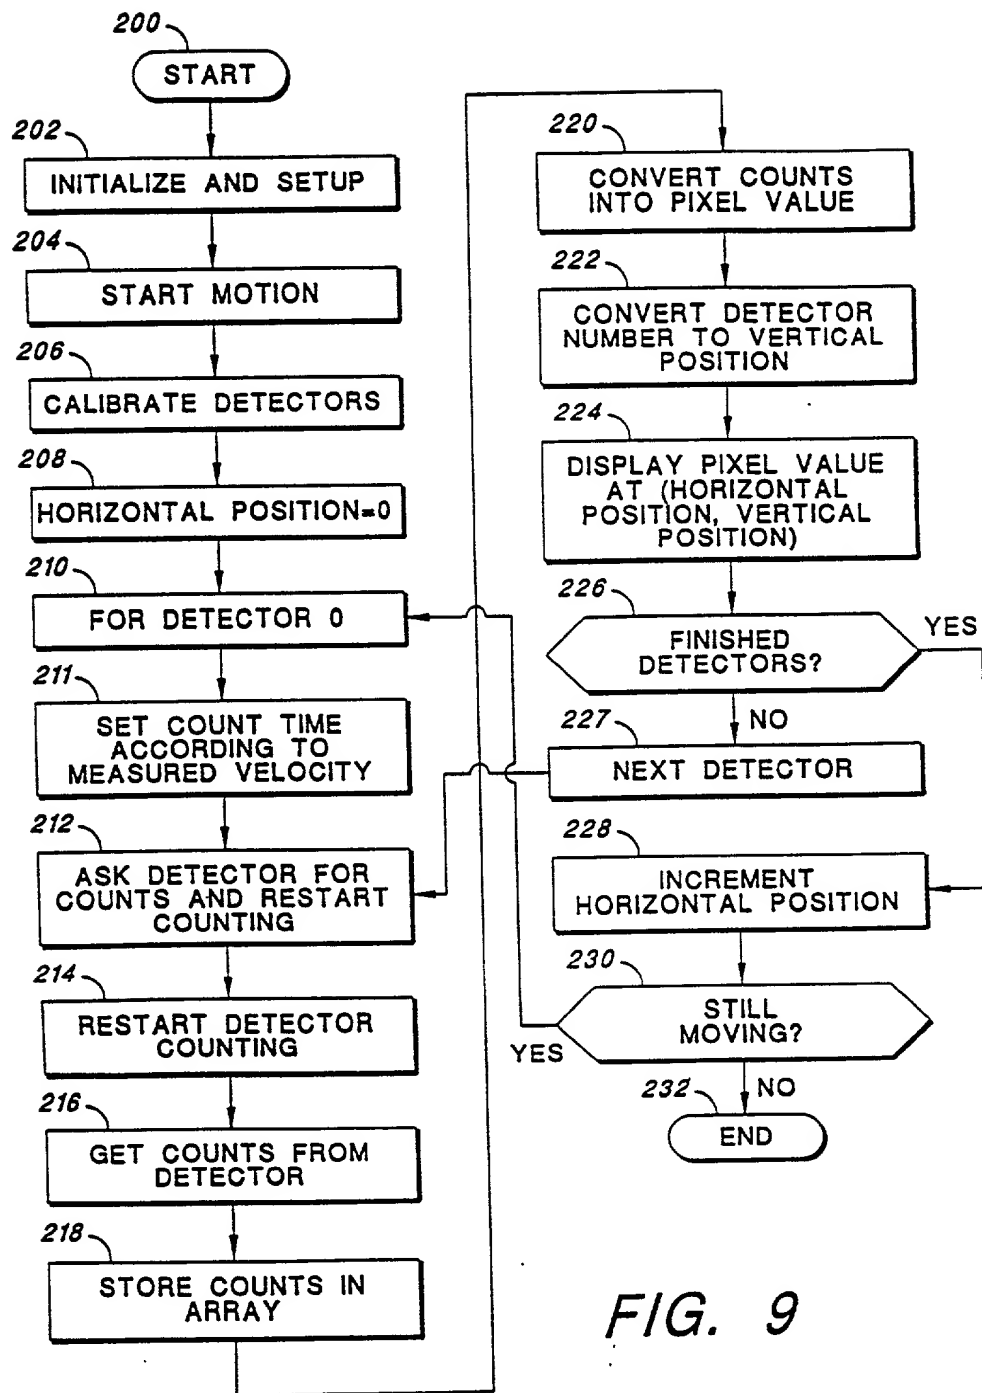 200
START
202
INITIALIZE AND SETUP
204
START MOTION
206
CALIBRATE DETECTORS
208
HORIZONTAL POSITION=0
210
FOR DETECTOR 0
211
SET COUNT TIME
ACCORDING TO
MEASURED VELOCITY
212
ASK DETECTOR FOR
COUNTS AND RESTART
COUNTING
214
RESTART DETECTOR
COUNTING
216
GET COUNTS FROM
DETECTOR
218
STORE COUNTS IN
ARRAY
220
CONVERT COUNTS
INTO PIXEL VALUE
222
CONVERT DETECTOR
NUMBER TO VERTICAL
POSITION
224
DISPLAY PIXEL VALUE
AT (HORIZONTAL
POSITION, VERTICAL
POSITION)
226
FINISHED
DETECTORS?
YES
NO
227
NEXT DETECTOR
228
INCREMENT
HORIZONTAL POSITION
230
STILL
MOVING?
YES
NO
232
END
FIG. 9